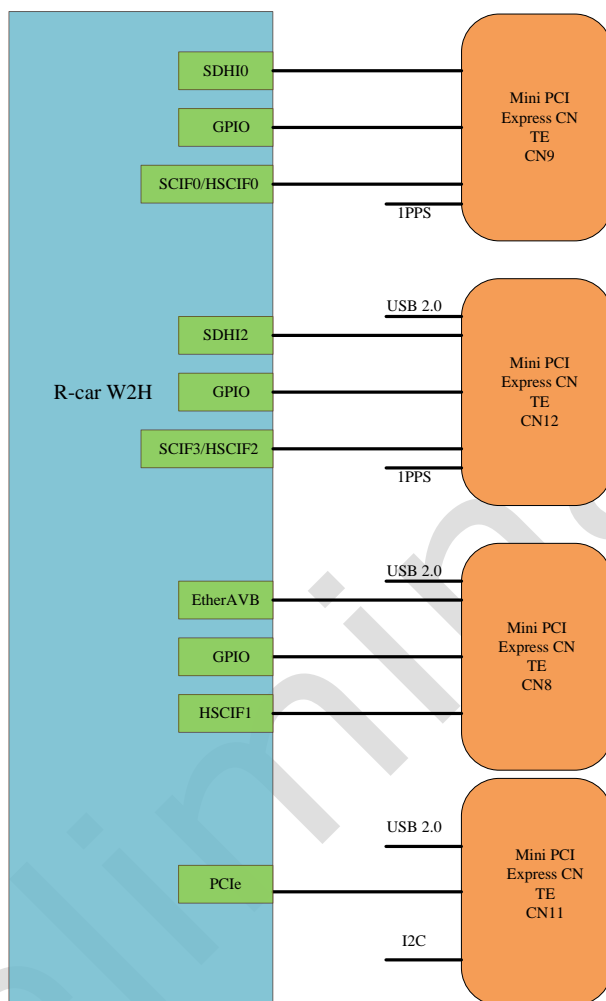 SDHI0
GPIO
SCIF0/HSCIF0
1PPS
Mini PCI
Express CN
TE
CN9
R-car W2H
USB 2.0
SDHI2
GPIO
SCIF3/HSCIF2
1PPS
Mini PCI
Express CN
TE
CN12
USB 2.0
EtherAVB
GPIO
HSCIF1
Mini PCI
Express CN
TE
CN8
USB 2.0
PCIe
I2C
Mini PCI
Express CN
TE
CN11